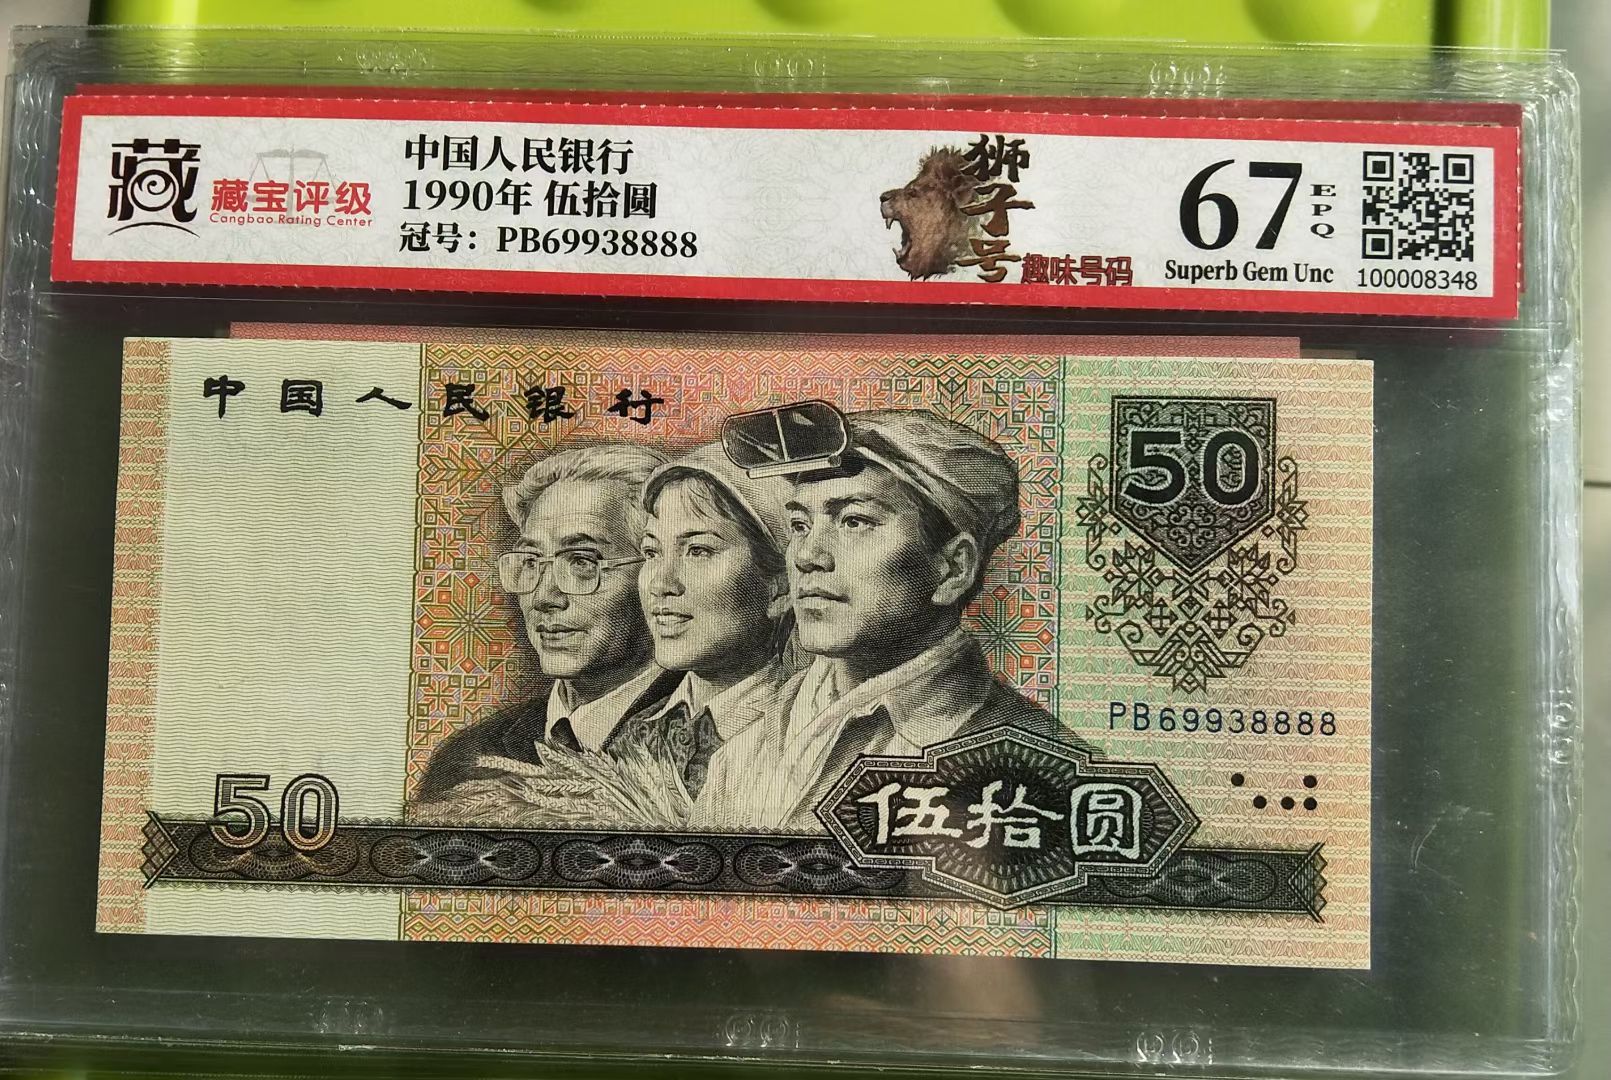 藏
藏宝评级
Cangbao Rating Center
中国人民银行
1990年 伍拾圆
冠号：PB69938888
狮子号
趣味号码
67
EPQ
Superb Gem Unc
100008348
中国人民银行
50
PB69938888
50
伍拾圆